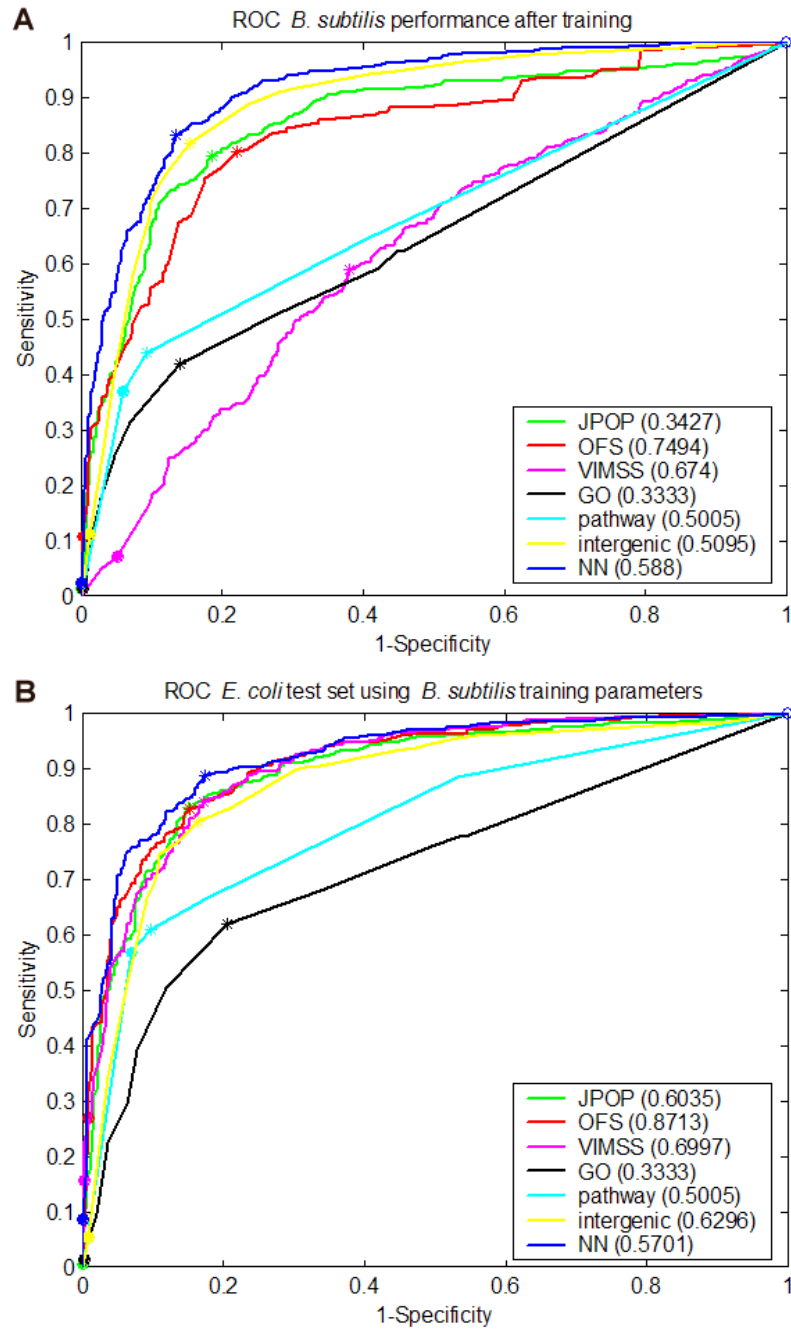 A
ROC B. subtilis performance after training
1
0.9
0.8
0.7
0.6
0.5
0.4
0.3
0.2
0.1
0
Sensitivity
0
0.2
0.4
0.6
0.8
1
1-Specificity
JPOP (0.3427)
OFS (0.7494)
VIMSS (0.674)
GO (0.3333)
pathway (0.5005)
intergenic (0.5095)
NN (0.588)
B
ROC E. coli test set using B. subtilis training parameters
1
0.9
0.8
0.7
0.6
0.5
0.4
0.3
0.2
0.1
0
Sensitivity
0
0.2
0.4
0.6
0.8
1
1-Specificity
JPOP (0.6035)
OFS (0.8713)
VIMSS (0.6997)
GO (0.3333)
pathway (0.5005)
intergenic (0.6296)
NN (0.5701)